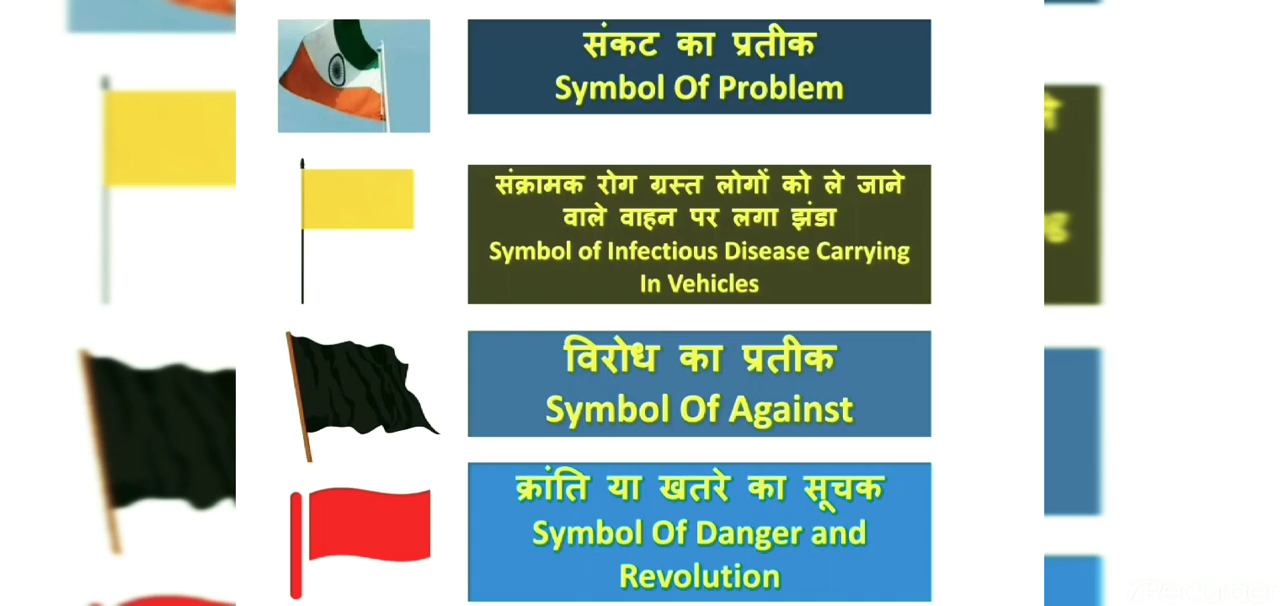 संकट का प्रतीक
Symbol Of Problem
संक्रामक रोग ग्रस्त लोगों को ले जाने
वाले वाहन पर लगा झंडा
Symbol of Infectious Disease Carrying
In Vehicles
विरोध का प्रतीक
Symbol Of Against
क्रांति या खतरे का सूचक
Symbol Of Danger and
Revolution